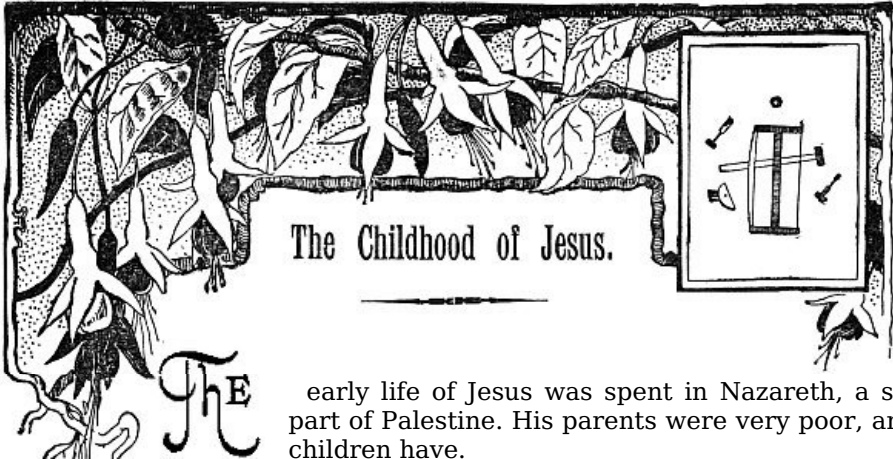 The Childhood of Jesus.
The
early life of Jesus was spent in Nazareth, a
part of Palestine. His parents were very poor,
children have.